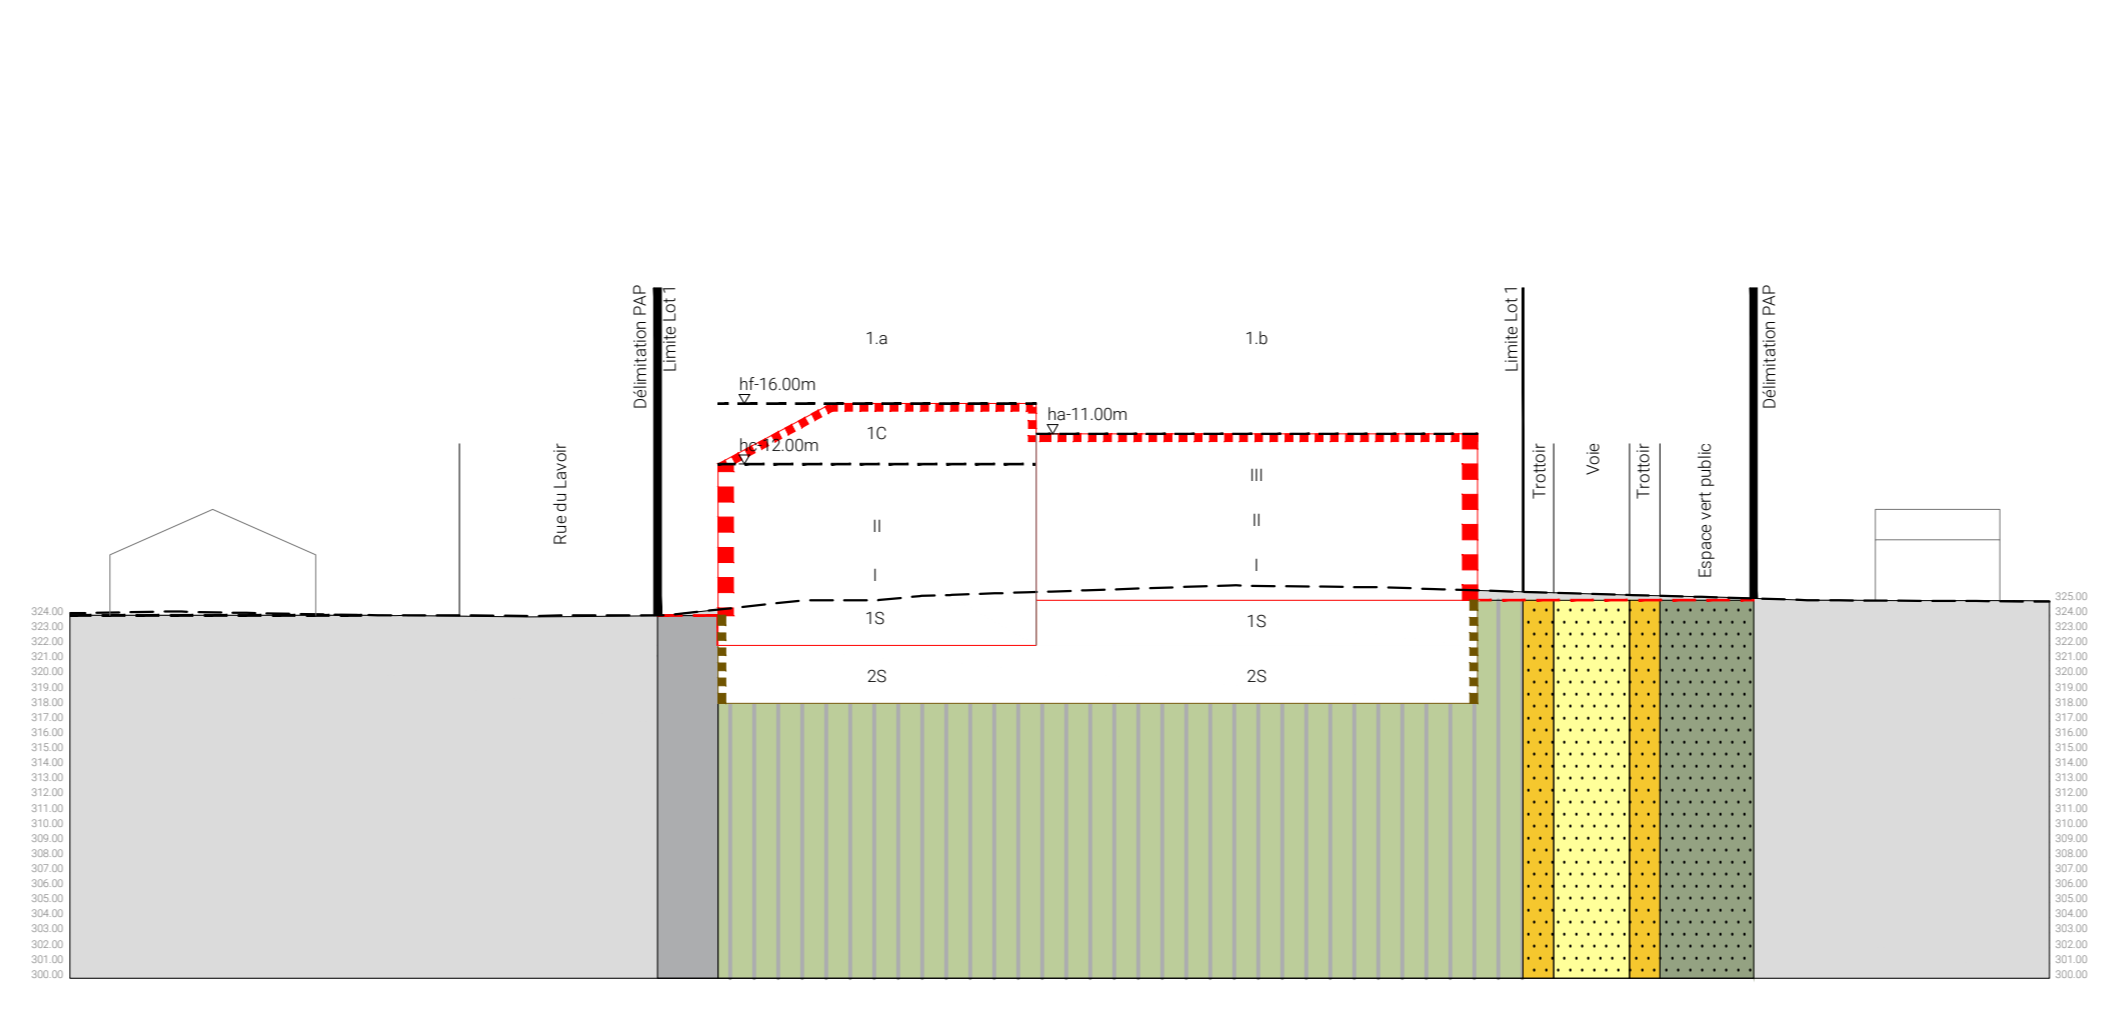 Délimitation PAP
Limite Lot 1
Limite Lot 1
Délimitation PAP
1.a
1.b
hf-16.00m
ha-11.00m
1C
hc-12.00m
Rue du Lavoir
Trottoir
Voie
Trottoir
Espace vert public
III
II
II
I
I
1S
1S
2S
2S
324.00
323.00
322.00
321.00
320.00
319.00
318.00
317.00
316.00
315.00
314.00
313.00
312.00
311.00
310.00
309.00
308.00
307.00
306.00
305.00
304.00
303.00
302.00
301.00
300.00
325.00
324.00
323.00
322.00
321.00
320.00
319.00
318.00
317.00
316.00
315.00
314.00
313.00
312.00
311.00
310.00
309.00
308.00
307.00
306.00
305.00
304.00
303.00
302.00
301.00
300.00